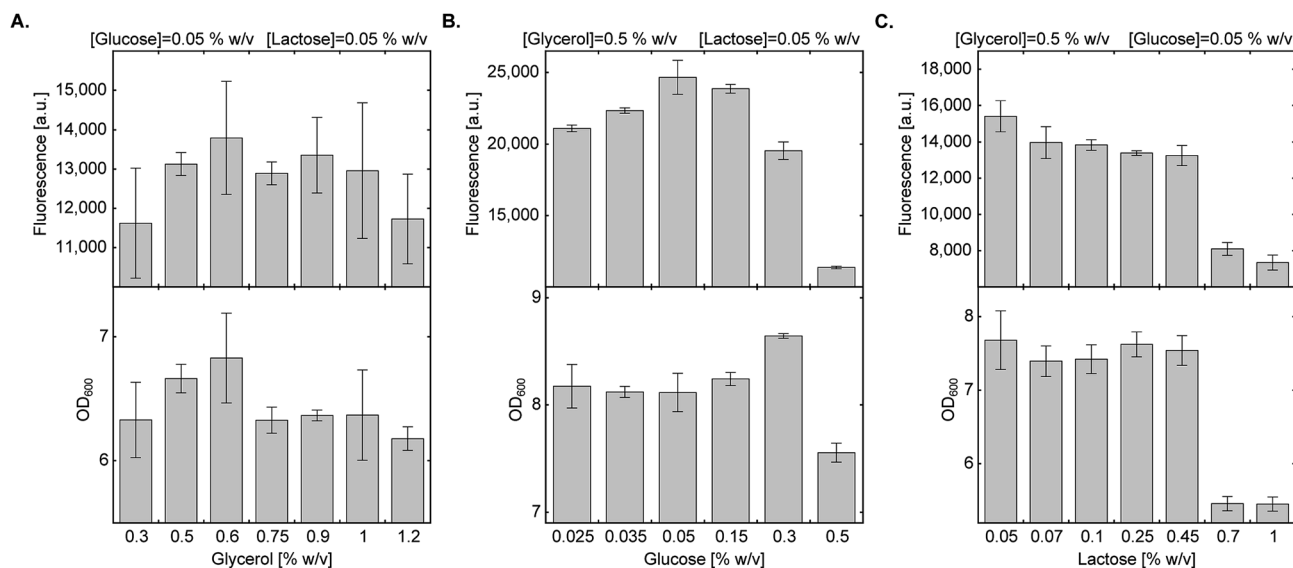 A.
[Glucose]=0.05 % w/v [Lactose]=0.05 % w/v
Fluorescence [a.u.]
15,000
14,000
13,000
12,000
11,000
OD600
7
6
0.3 0.5 0.6 0.75 0.9 1 1.2
Glycerol [% w/v]
B.
[Glycerol]=0.5 % w/v [Lactose]=0.05 % w/v
Fluorescence [a.u.]
25,000
20,000
15,000
OD600
9
8
7
0.025 0.035 0.05 0.15 0.3 0.5
Glucose [% w/v]
C.
[Glycerol]=0.5 % w/v [Glucose]=0.05 % w/v
Fluorescence [a.u.]
18,000
16,000
14,000
12,000
10,000
8,000
OD600
8
7
6
0.05 0.07 0.1 0.25 0.45 0.7 1
Lactose [% w/v]